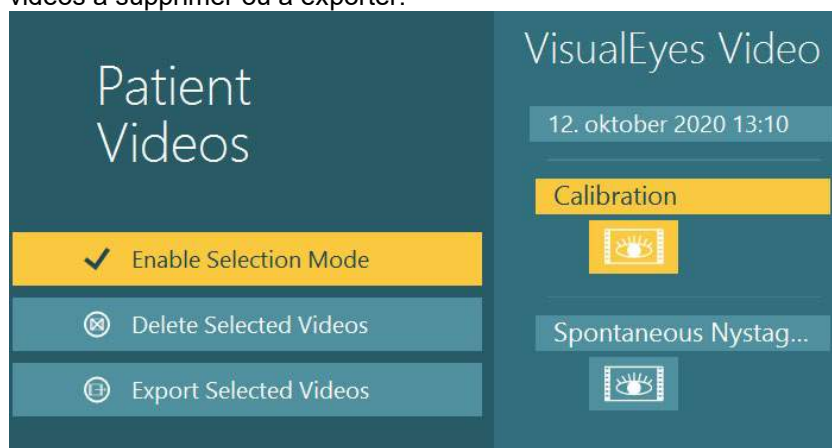 vidéos à supprimer ou à exporter.
Patient
Videos
Enable Selection Mode
Delete Selected Videos
Export Selected Videos
VisualEyes Video
12. oktober 2020 13:10
Calibration
Spontaneous Nystag...